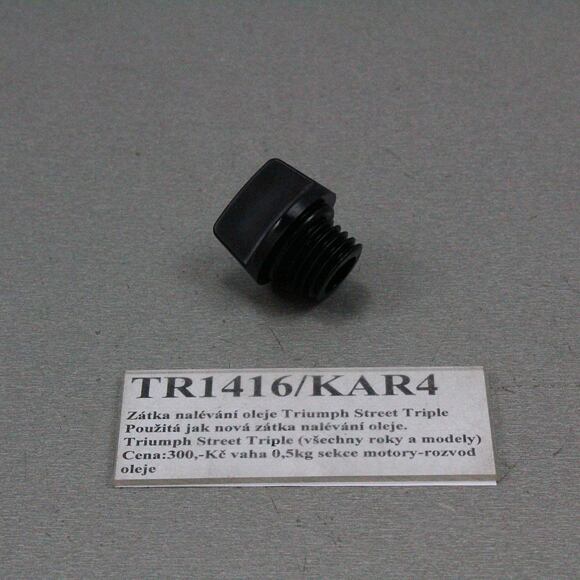 TR1416/KAR4
Zátka nalévání oleje Triumph Street Triple
Použitá jak nová zátka nalévání oleje.
Triumph Street Triple (všechny roky a modely)
Cena:300,-Kč vaha 0,5kg sekce motory-rozvod
oleje